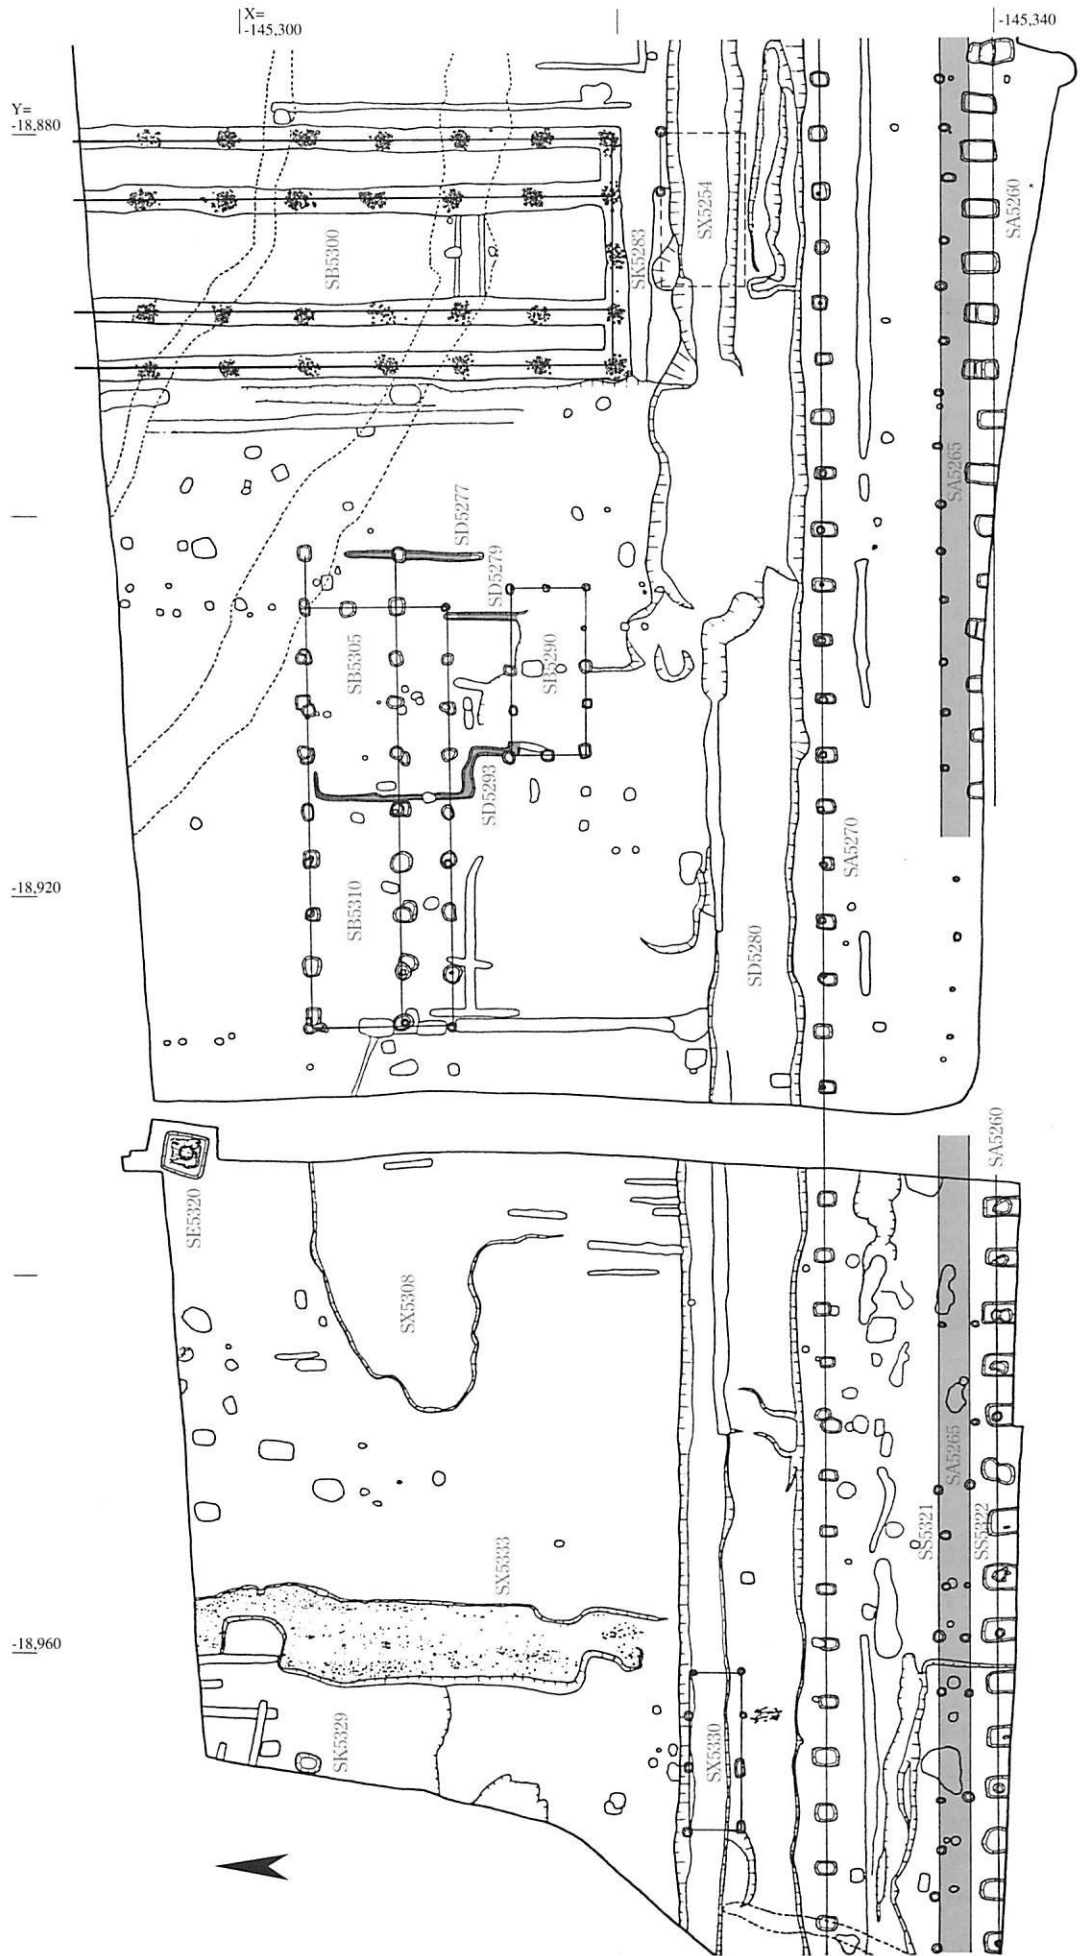 X=
-145,300
-145,340
Y=
-18,880
SB5300
SK5283
SX5254
SA5260
SA5265
SD5277
SD5279
SB5305
SB5290
SD5293
SA5270
-18,920
SB5310
SD5280
SE5320
SA5260
SX5308
SA5265
SS5321
SS5322
SX5333
-18,960
SK5329
SX5330